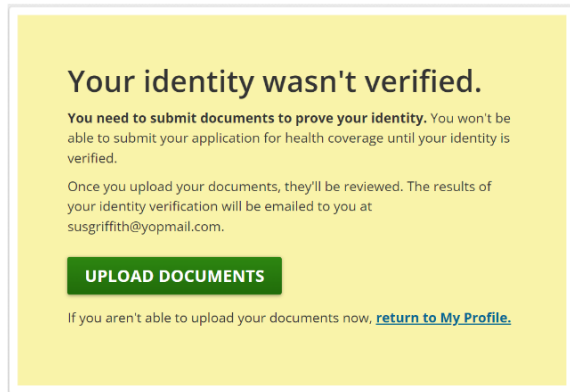 Your identity wasn't verified.
You need to submit documents to prove your identity. You won't be
able to submit your application for health coverage until your identity is
verified.
Once you upload your documents, they'll be reviewed. The results of
your identity verification will be emailed to you at
susgriffith@yopmail.com.
UPLOAD DOCUMENTS
If you aren't able to upload your documents now, return to My Profile.